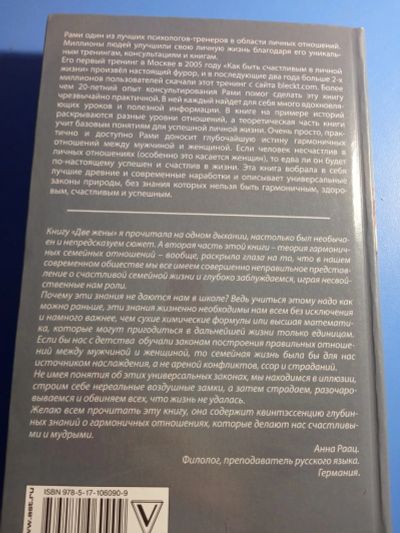 Рами один из лучших психологов-тренеров в области личных отношений.
Миллионы людей улучшили свою личную жизнь благодаря его уникаль-
ным тренингам, консультациям и книгам.
Его первый тренинг в Москве в 2005 году «Как быть счастливым в личной
жизни» произвёл настоящий фурор, и в последующие два года больше 2-х
миллионов пользователей скачали этот тренинг с сайта bleckt.com. Более
чем 20-летний опыт консультирования Рами помог сделать эту книгу
чрезвычайно практичной. В ней каждый найдет для себя много вдохновля-
ющих уроков и полезной информации. В книге на примере историй
раскрываются разные уровни отношений, а теоретическая часть книги
учит базовым понятиям для успешной личной жизни. Очень просто, прак-
тично и доступно Рами доносит глубочайшую истину гармоничных
отношений между мужчиной и женщиной. Если человек несчастлив в
личных отношениях (особенно это касается женщин), то едва ли он будет
по-настоящему успешен и счастлив в жизни. Эта книга вобрала в себя
лучшие древние и современные наработки и описывает универсальные
законы природы, без знания которых нельзя быть гармоничным, здоро-
вым, счастливым и успешным.
Книгу «Две жены» я прочитала на одном дыхании, настолько был необыча-
ен и непредсказуем сюжет. А вторая часть этой книги – теория гармонич-
ных семейных отношений – вообще, раскрыла глаза на то, что в нашем
современном обществе мы все имеем совершенно неправильное представ-
ление о счастливой семейной жизни и глубоко заблуждаемся, играя несвой-
ственные нам роли.
Почему эти знания не даются нам в школе? Ведь учиться этому надо как
можно раньше, эти знания жизненно необходимы нам всем без исключения
и намного важнее, чем сухие химические формулы или высшая математи-
ка, которые могут пригодиться в дальнейшей жизни только единицам.
Если бы нас с детства обучали законам построения правильных отноше-
ний между мужчиной и женщиной, то семейная жизнь была бы для нас
источником наслаждения, а не ареной конфликтов, ссор и страданий.
Не имея понятия об этих универсальных законах, мы находимся в иллюзии,
строим себе нереальные воздушные замки, а затем страдаем, разочаро-
вываемся и обвиняем всех, что жизнь не удалась.
Желаю всем прочитать эту книгу, она содержит квинтэссенцию глубин-
ных знаний о гармоничных отношениях, которые делают нас счастливы-
ми и мудрыми.
Анна Раац.
Филолог, преподаватель русского языка.
Германия.
ISBN 978-5-17-106090-9
www.ast.ru